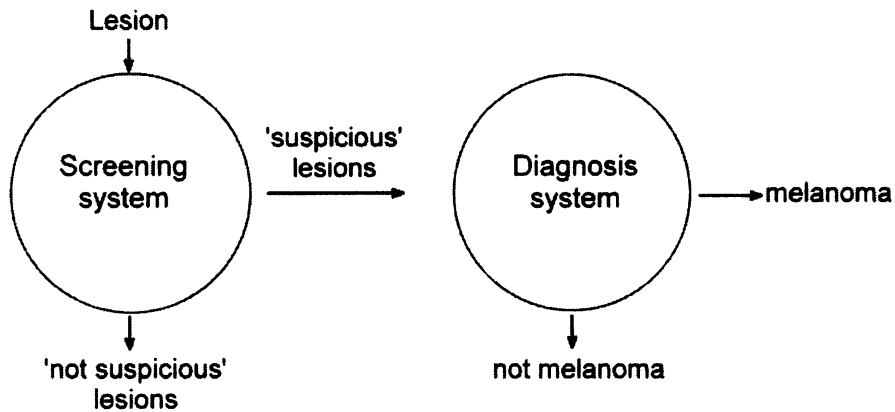 Lesion
Screening
system
'suspicious'
lesions
Diagnosis
system
melanoma
'not suspicious'
lesions
not melanoma